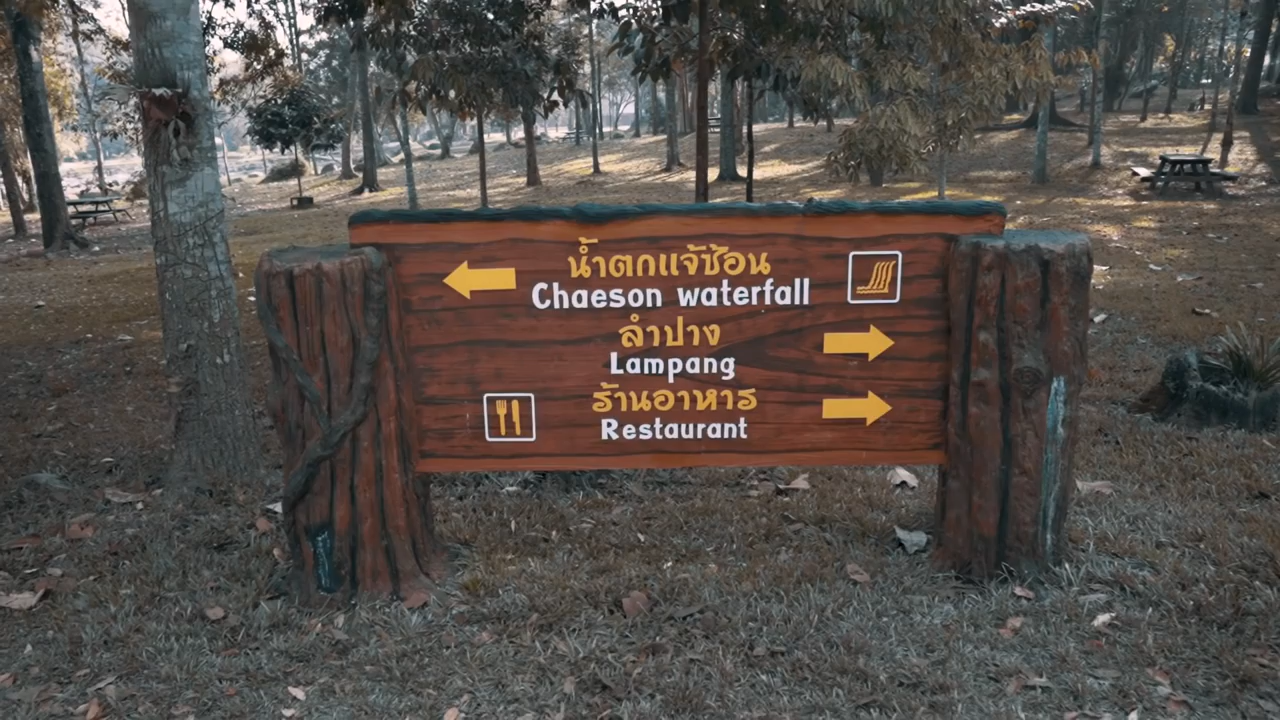 น้ำตกแจ้ซ้อน
Chaeson waterfall
ลำปาง
Lampang
ร้านอาหาร
Restaurant